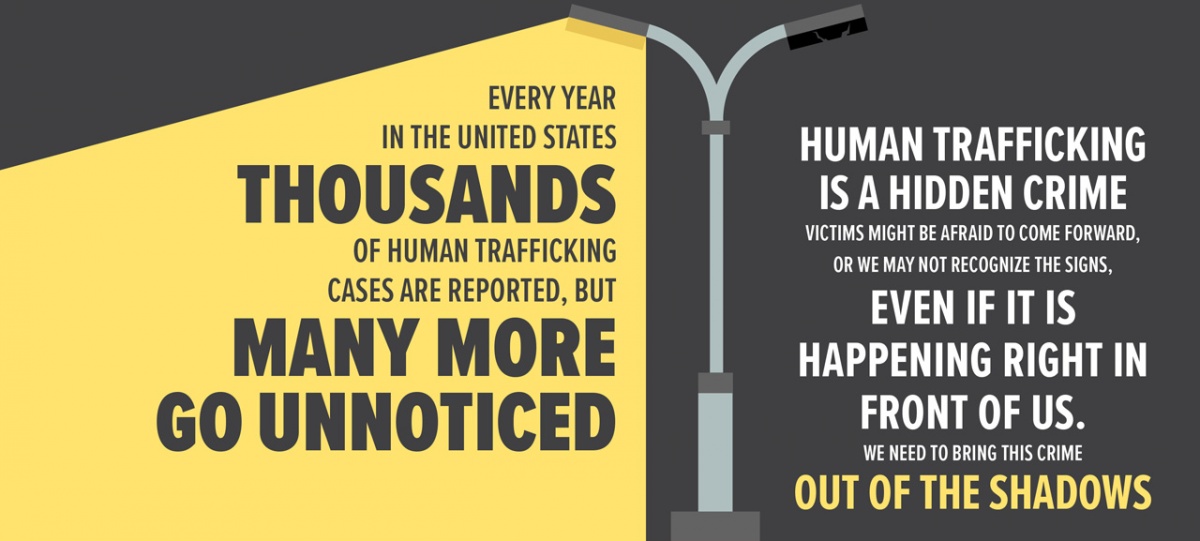 EVERY YEAR
IN THE UNITED STATES
THOUSANDS
OF HUMAN TRAFFICKING
CASES ARE REPORTED, BUT
MANY MORE
GO UNNOTICED
HUMAN TRAFFICKING
IS A HIDDEN CRIME
VICTIMS MIGHT BE AFRAID TO COME FORWARD,
OR WE MAY NOT RECOGNIZE THE SIGNS,
EVEN IF IT IS
HAPPENING RIGHT IN
FRONT OF US.
WE NEED TO BRING THIS CRIME
OUT OF THE SHADOWS